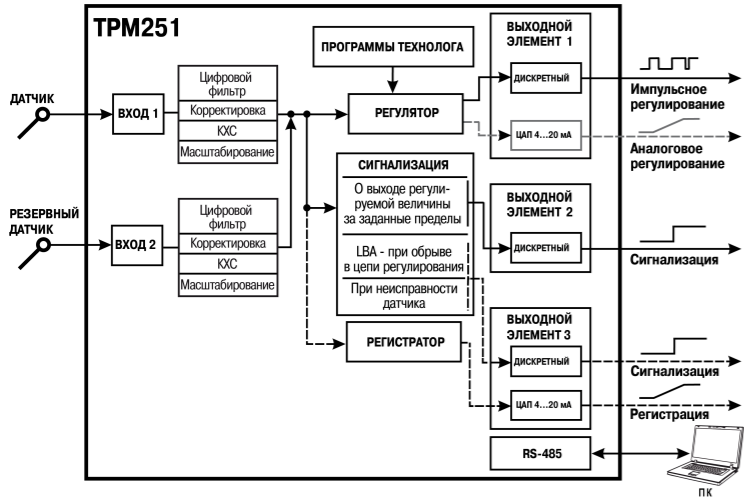 ТРМ251
ДАТЧИК
ВХОД 1
Цифровой
фильтр
Корректировка
КХС
Масштабирование
РЕЗЕРВНЫЙ
ДАТЧИК
ВХОД 2
Цифровой
фильтр
Корректировка
КХС
Масштабирование
ПРОГРАММЫ ТЕХНОЛОГА
РЕГУЛЯТОР
СИГНАЛИЗАЦИЯ
О выходе регули-
руемой величины
за заданные пределы
LBA - при обрыве
в цепи регулирования
При неисправности
датчика
РЕГИСТРАТОР
ВЫХОДНОЙ
ЭЛЕМЕНТ 1
ДИСКРЕТНЫЙ
ЦАП 4...20 мА
Импульсное
регулирование
Аналоговое
регулирование
ВЫХОДНОЙ
ЭЛЕМЕНТ 2
ДИСКРЕТНЫЙ
Сигнализация
ВЫХОДНОЙ
ЭЛЕМЕНТ 3
ДИСКРЕТНЫЙ
ЦАП 4...20 мА
Сигнализация
Регистрация
RS-485
ПК